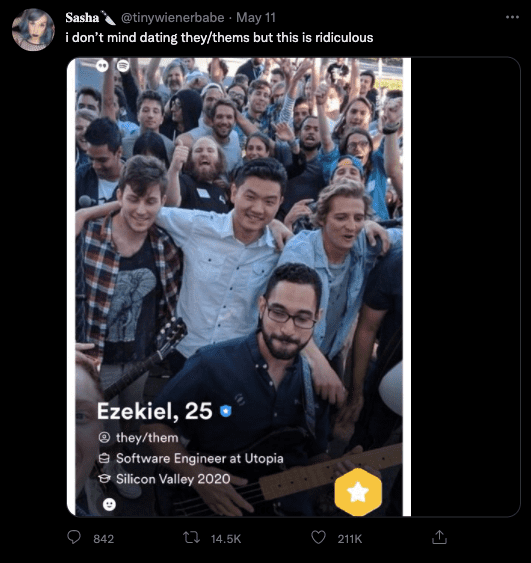 Sasha🔪 @tinywienerbabe · May 11
i don't mind dating they/thems but this is ridiculous
Ezekiel, 25
they/them
Software Engineer at Utopia
Silicon Valley 2020
842 14.5K 211K